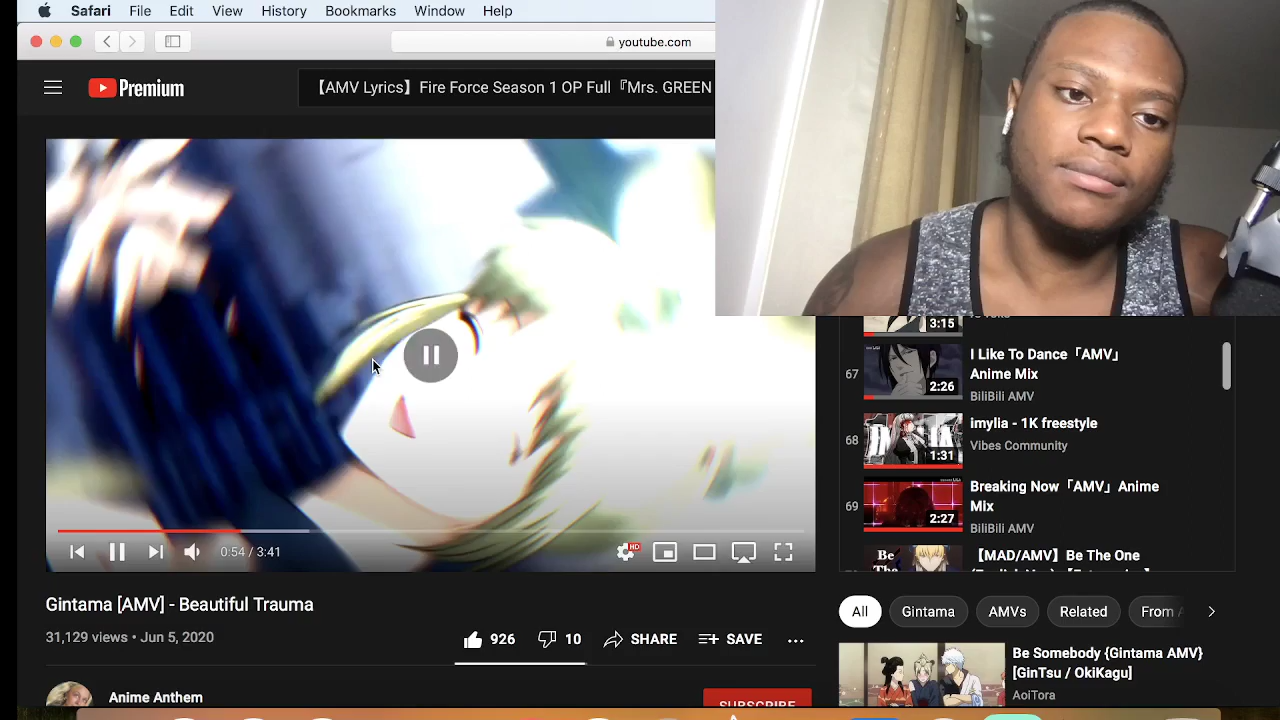 Safari File Edit View History Bookmarks Window Help
youtube.com
Premium
【AMV Lyrics】Fire Force Season 1 OP Full『Mrs. GREEN
0:54 / 3:41
HD
Gintama [AMV] - Beautiful Trauma
31,129 views • Jun 5, 2020
926 10 SHARE SAVE
Anime Anthem
SUBSCRIBE
3:15
67
I Like To Dance「AMV」
Anime Mix
BiliBili AMV
2:26
68
imylia - 1K freestyle
Vibes Community
1:31
69
Breaking Now「AMV」Anime
Mix
BiliBili AMV
2:27
Be
【MAD/AMV】Be The One
All Gintama AMVs Related From
Be Somebody {Gintama AMV}
[GinTsu / OkiKagu]
AoiTora